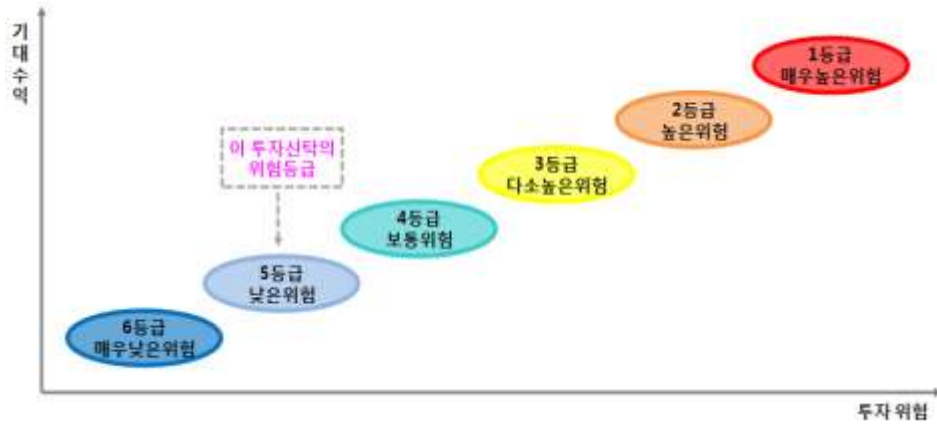 기대수익
1등급
매우높은위험
2등급
높은위험
이 투자신탁의
위험등급
3등급
다소높은위험
4등급
보통위험
5등급
낮은위험
6등급
매우낮은위험
투자 위험